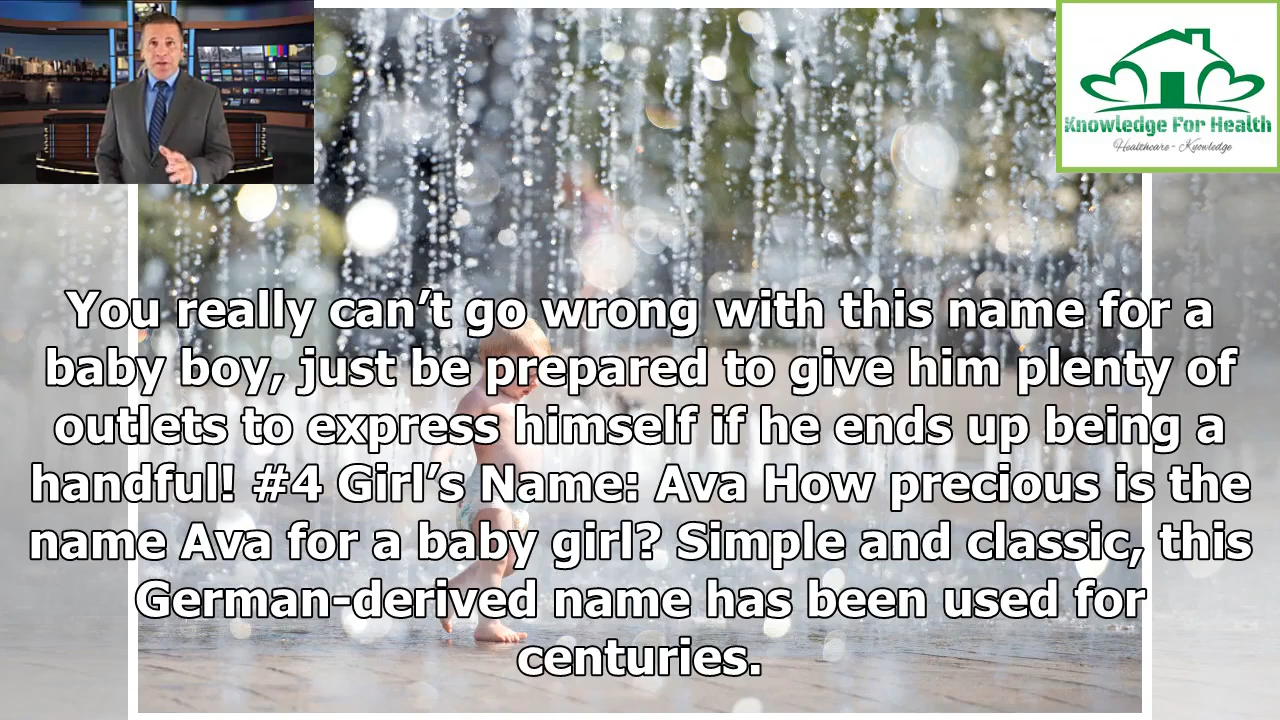 Knowledge For Health
Healthcare - Knowledge
You really can’t go wrong with this name for a
baby boy, just be prepared to give him plenty of
outlets to express himself if he ends up being a
handful! #4 Girl’s Name: Ava How precious is the
name Ava for a baby girl? Simple and classic, this
German-derived name has been used for
centuries.